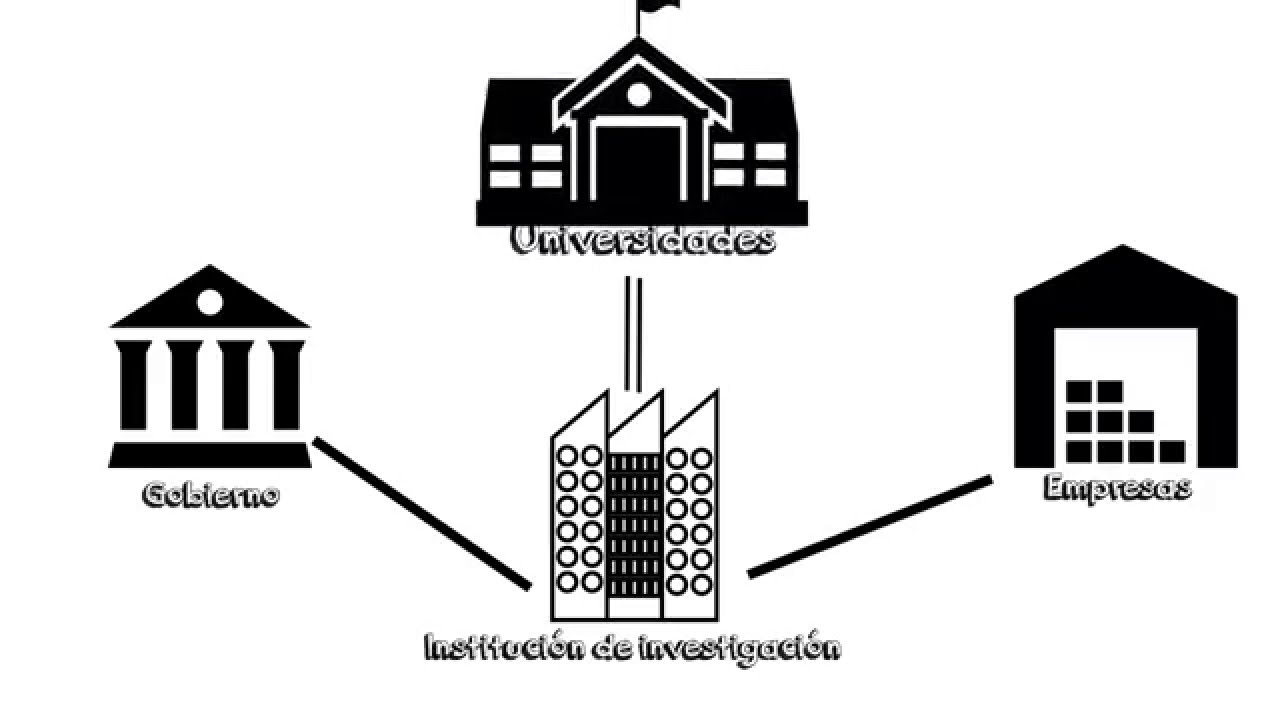 Universidades
Gobierno
Empresas
Institución de investigación